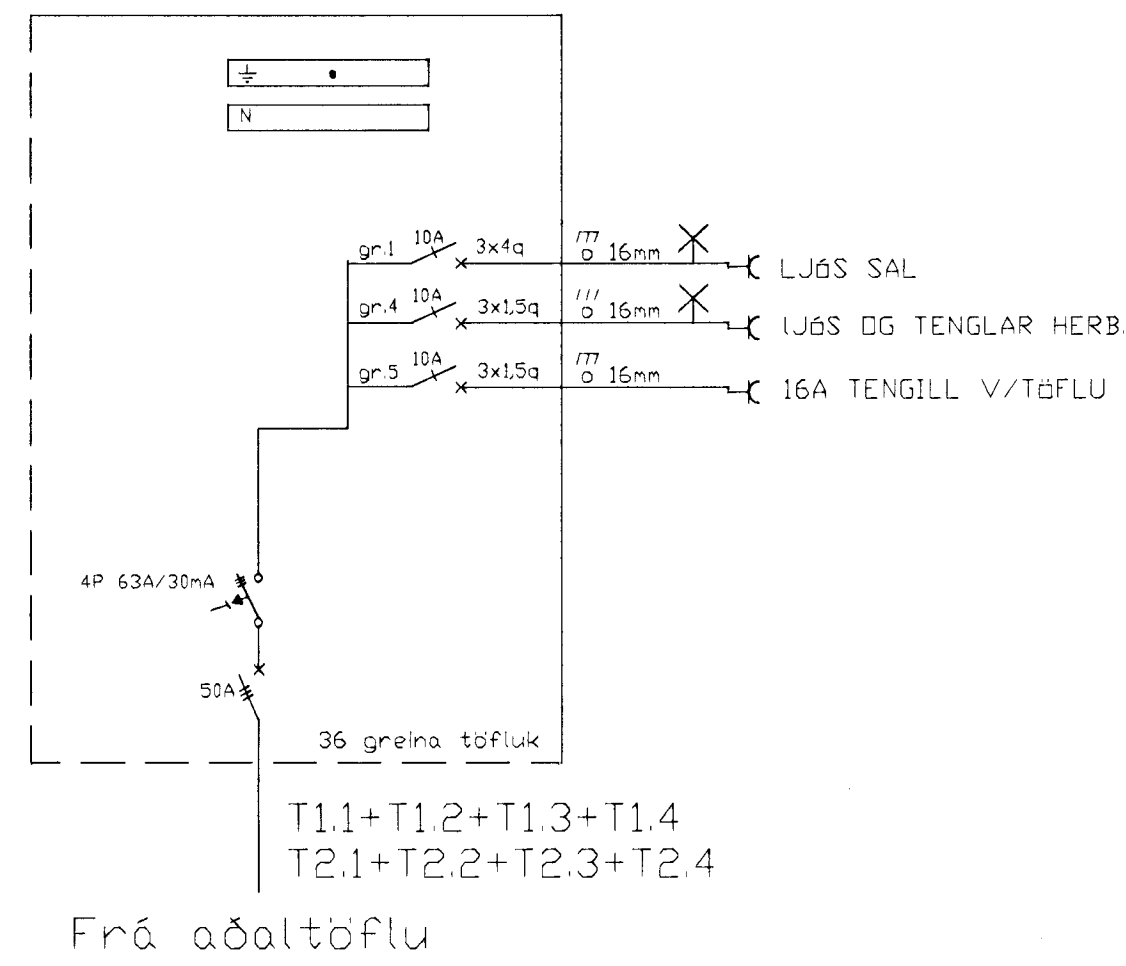 N
gr.1 10A 3x4q 16mm LJóS SAL
gr.4 10A 3x1,5q 16mm lJóS OG TENGLAR HERB.
gr.5 10A 3x1,5q 16mm 16A TENGILL V/TöFLU
4P 63A/30mA
50A
36 greina töfluk
T1.1+T1.2+T1.3+T1.4
T2.1+T2.2+T2.3+T2.4
Frá aðaltöflu